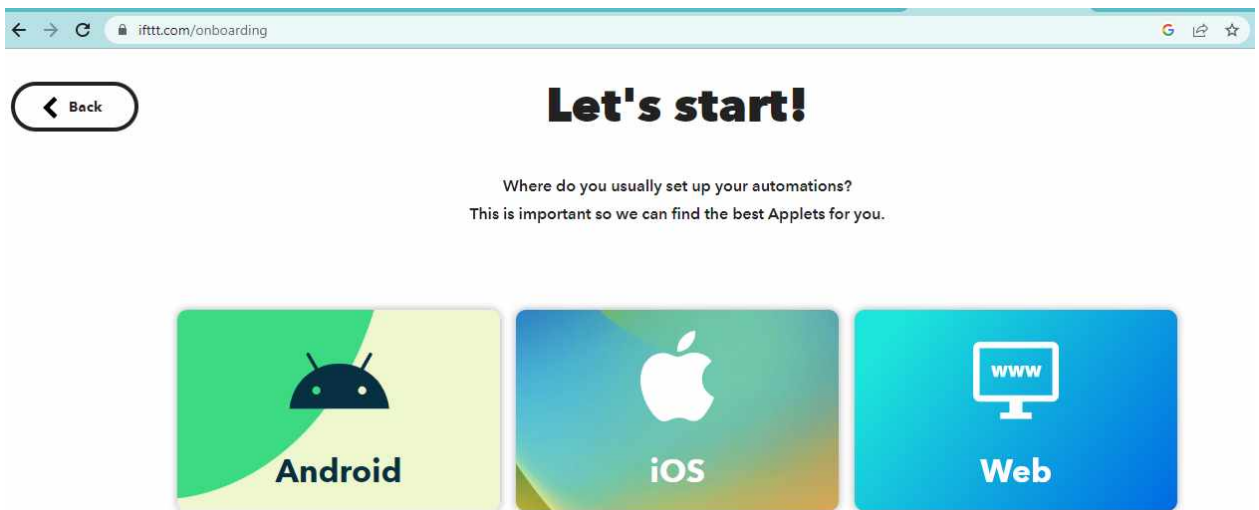 ifttt.com/onboarding
Back
Let's start!
Where do you usually set up your automations?
This is important so we can find the best Applets for you.
Android
iOS
www
Web